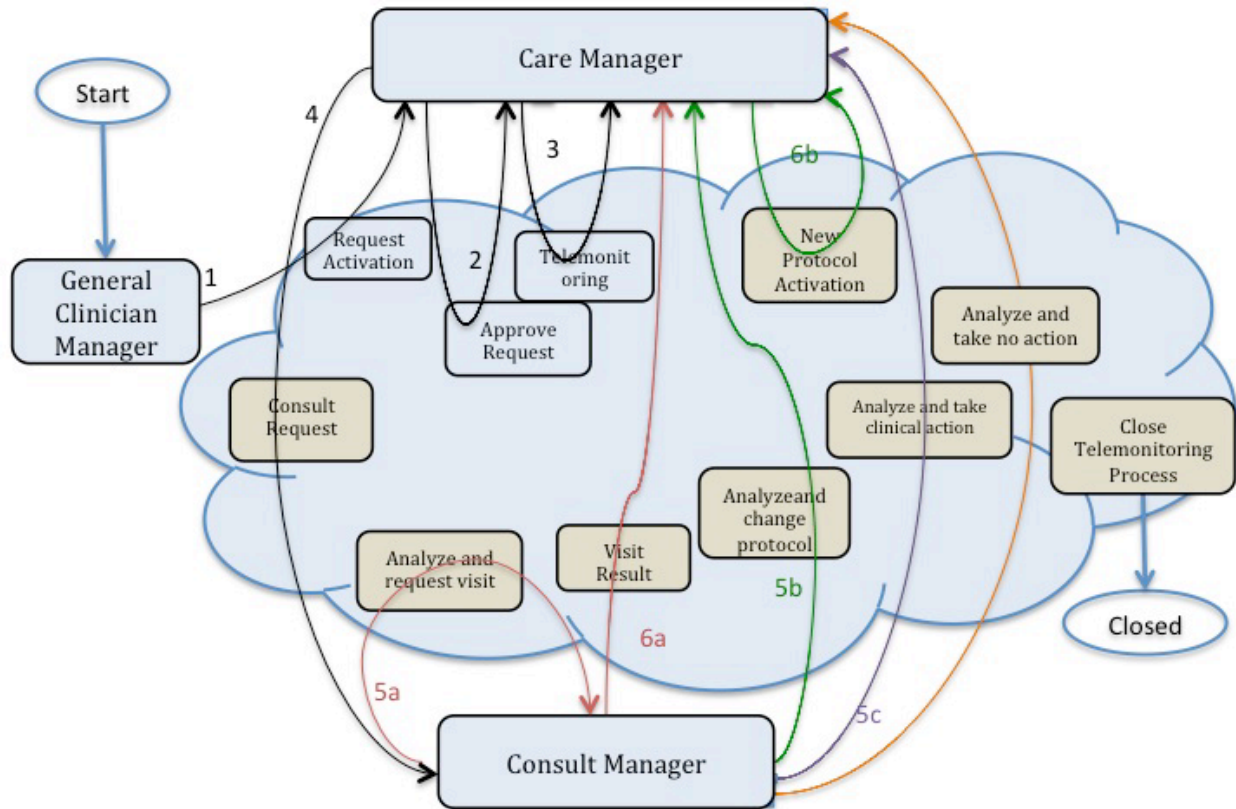 Care Manager
Start
4
3
6b
Request
Activation
2
Telemonit
oring
New
Protocol
Activation
General
Clinician
Manager
1
Approve
Request
Analyze and
take no action
Consult
Request
Analyze and take
clinical action
Close
Telemonitoring
Process
Analyzeand
change
protocol
Analyze and
request visit
Visit
Result
5b
6a
Closed
5a
5c
Consult Manager